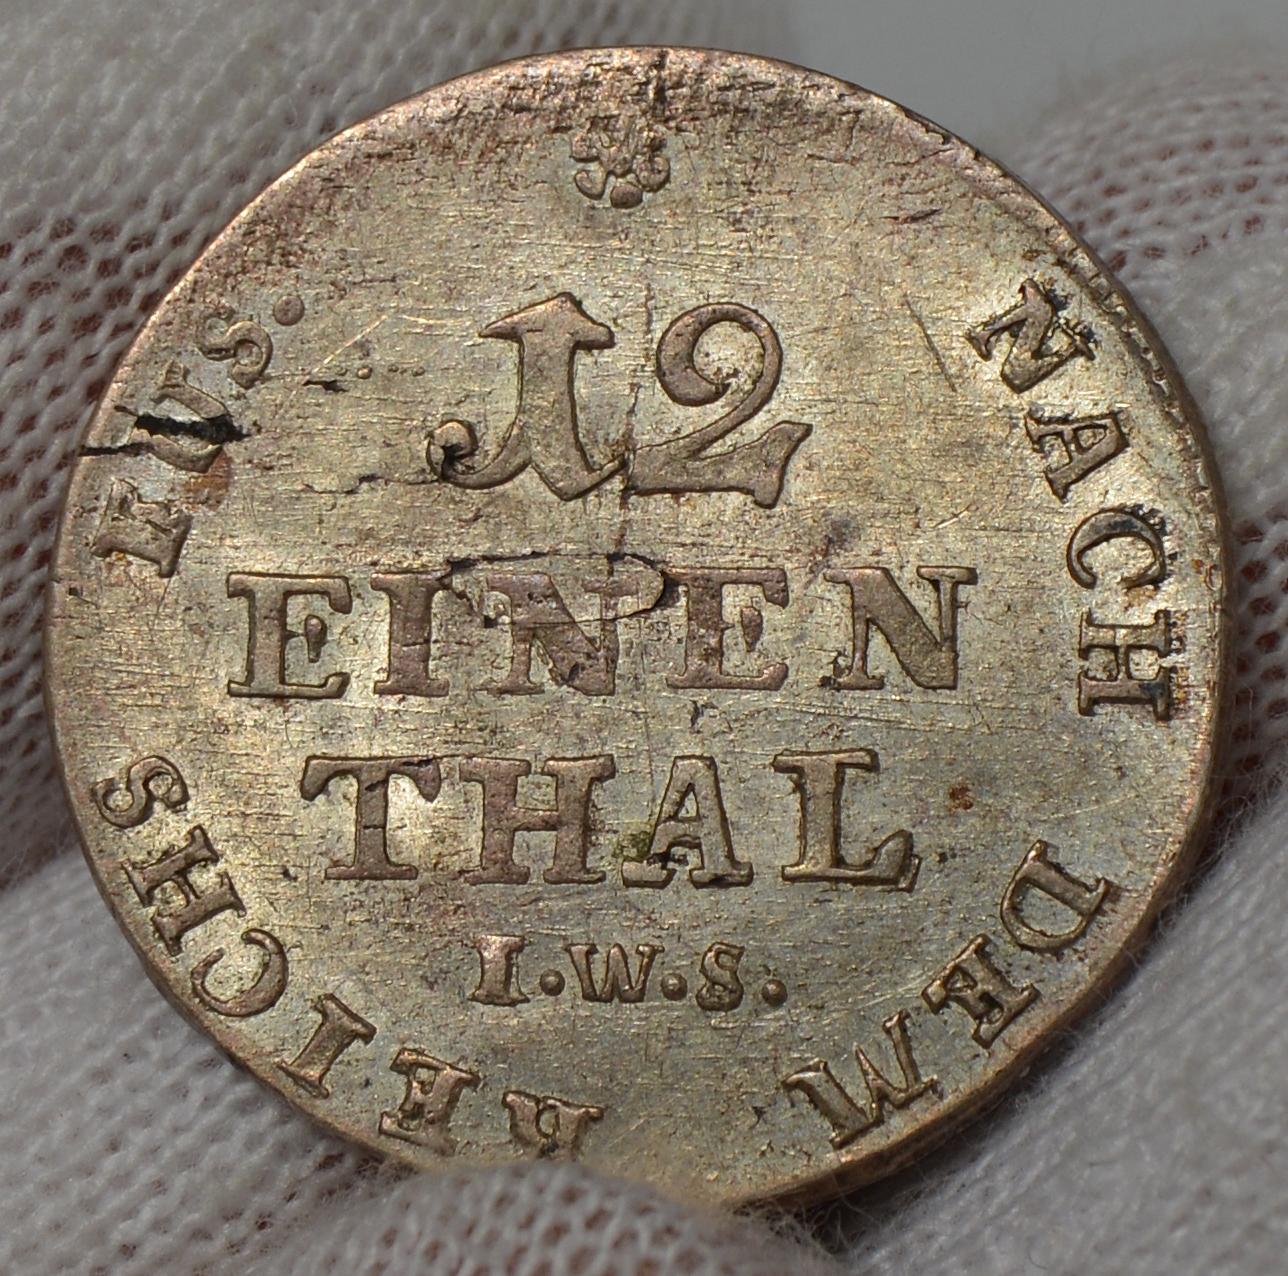 12
EINEN
THAL
I.W.S.
NACH DEM REICHS FUS.